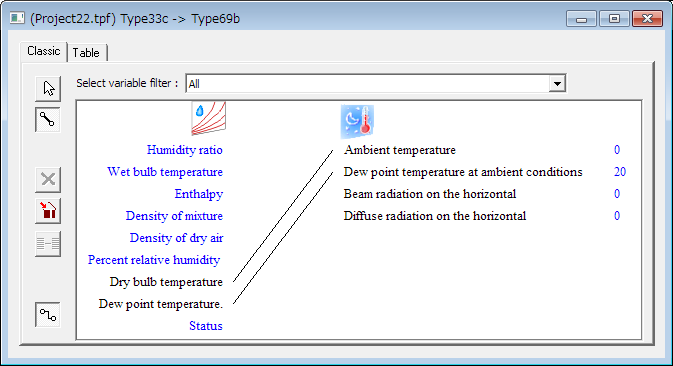 (Project22.tpf) Type33c -> Type69b
Classic Table
Select variable filter : All
Humidity ratio Ambient temperature 0
Wet bulb temperature Dew point temperature at ambient conditions 20
Enthalpy Beam radiation on the horizontal 0
Density of mixture Diffuse radiation on the horizontal 0
Density of dry air
Percent relative humidity
Dry bulb temperature
Dew point temperature.
Status